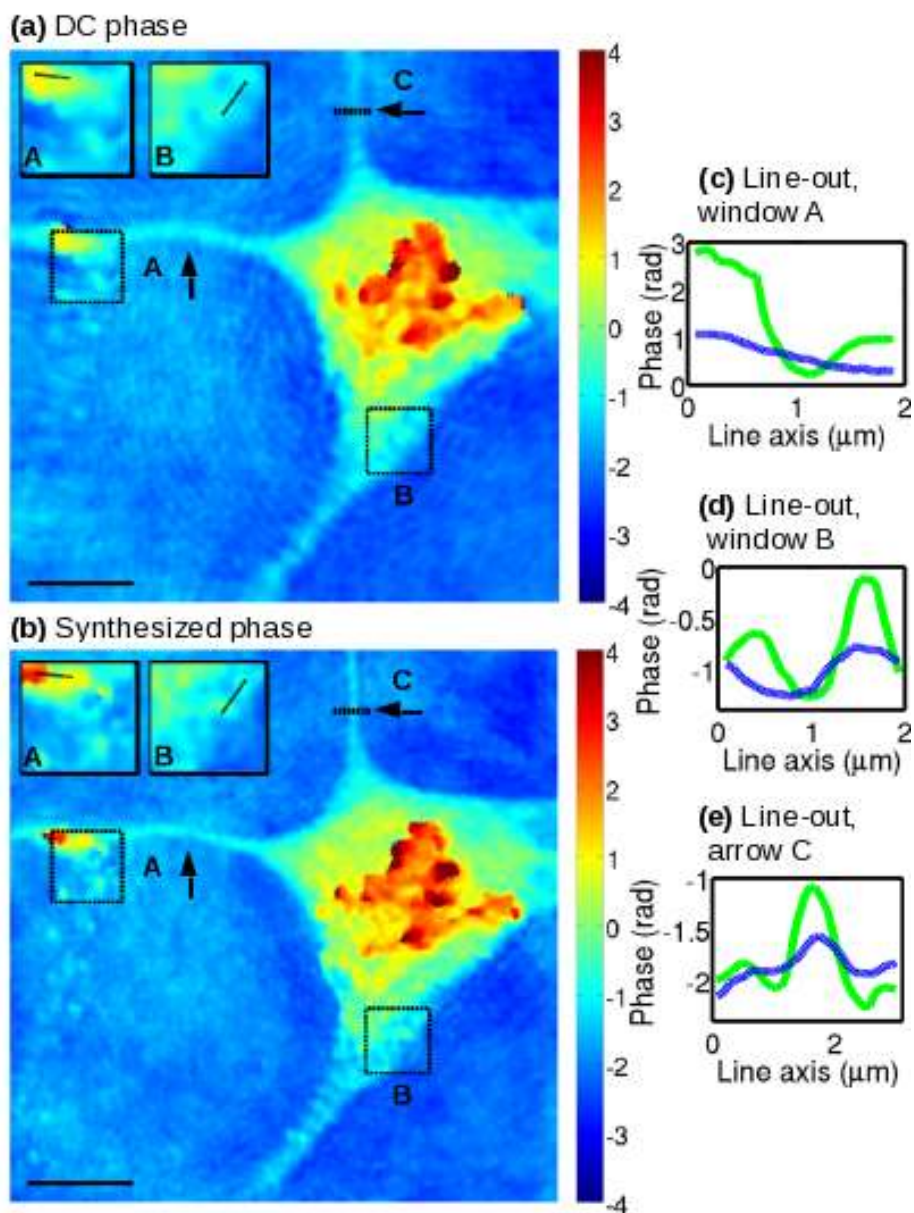 (a) DC phase
C
A
B
A
B
4
3
2
1
0
-1
-2
-3
-4
(b) Synthesized phase
C
A
B
A
B
4
3
2
1
0
-1
-2
-3
-4
(c) Line-out,
window A
Phase (rad)
3
2
1
0
0
1
2
Line axis (μm)
(d) Line-out,
window B
Phase (rad)
0
-0.5
-1
0
1
2
Line axis (μm)
(e) Line-out,
arrow C
Phase (rad)
-1
-1.5
-2
0
2
Line axis (μm)